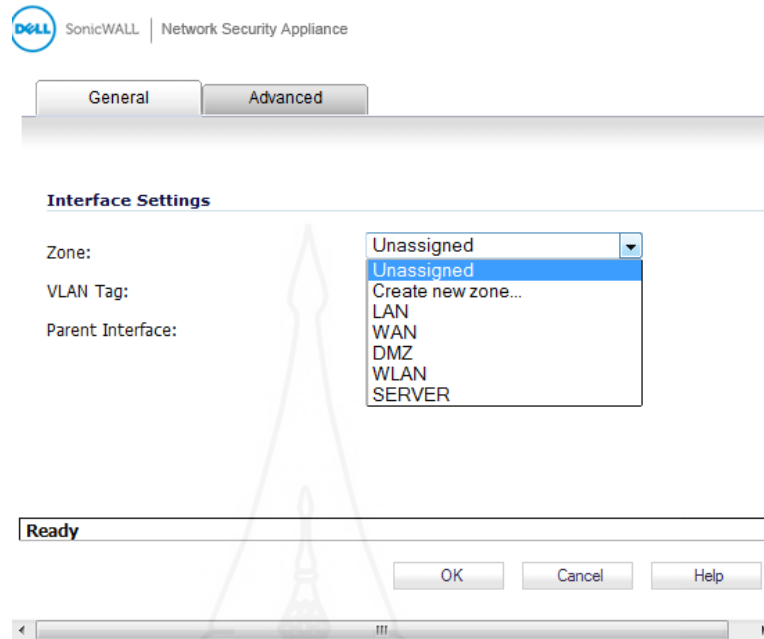 DELL SonicWALL | Network Security Appliance
General Advanced
Interface Settings
Zone: Unassigned
Unassigned
Create new zone...
LAN
WAN
DMZ
WLAN
SERVER
VLAN Tag:
Parent Interface:
Ready
OK Cancel Help